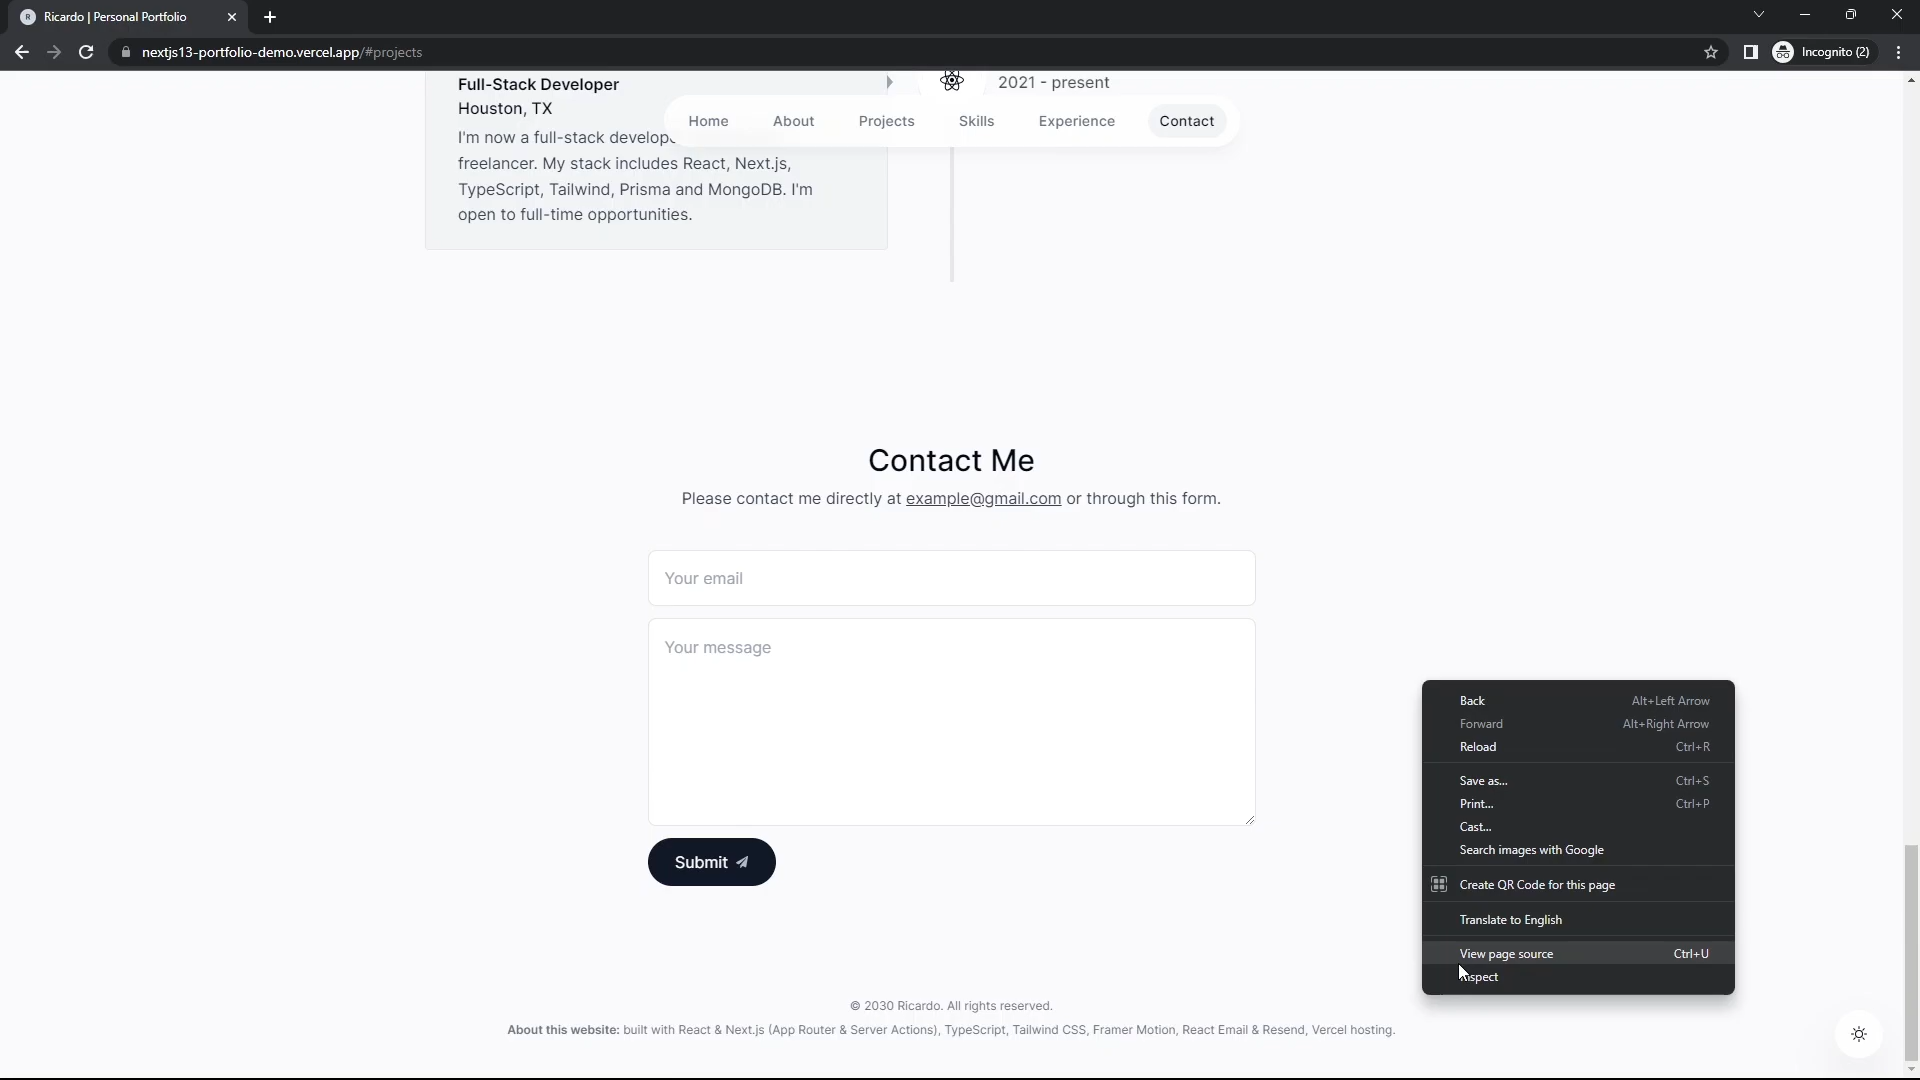 R Ricardo | Personal Portfolio
nextjs13-portfolio-demo.vercel.app/#projects
Incognito (2)
Full-Stack Developer
2021 - present
Houston, TX
Home About Projects Skills Experience Contact
I'm now a full-stack
freelancer. My stack includes React, Next.js,
TypeScript, Tailwind, Prisma and MongoDB. I'm
open to full-time opportunities.
Contact Me
Please contact me directly at example@gmail.com or through this form.
Your email
Your message
Submit
Back Alt+Left Arrow
Forward Alt+Right Arrow
Reload Ctrl+R
Save as... Ctrl+S
Print... Ctrl+P
Cast...
Search images with Google
Create QR Code for this page
Translate to English
View page source Ctrl+U
Inspect
© 2030 Ricardo. All rights reserved.
About this website: built with React & Next.js (App Router & Server Actions), TypeScript, Tailwind CSS, Framer Motion, React Email & Resend, Vercel hosting.